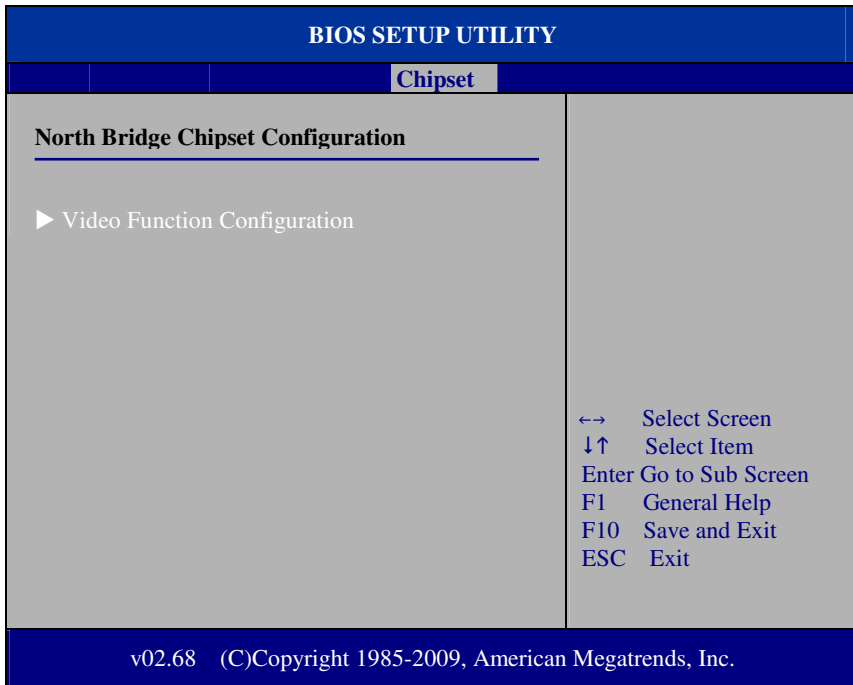 BIOS SETUP UTILITY
Chipset
North Bridge Chipset Configuration
▶ Video Function Configuration
←→ Select Screen
↓↑ Select Item
Enter Go to Sub Screen
F1 General Help
F10 Save and Exit
ESC Exit
v02.68 (C)Copyright 1985-2009, American Megatrends, Inc.